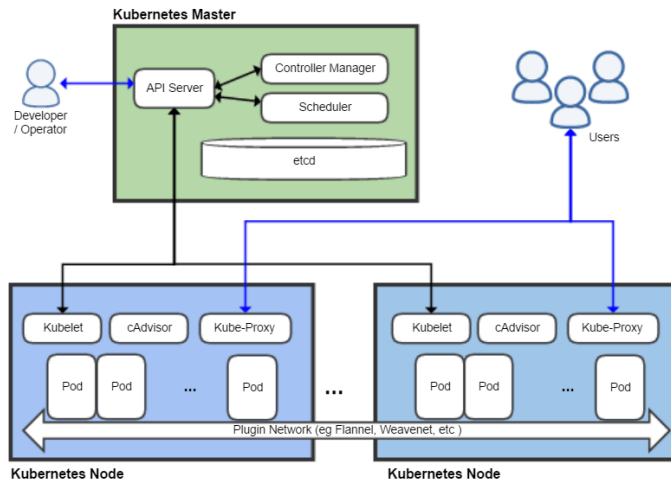 Kubernetes Master
API Server
Controller Manager
Scheduler
etcd
Developer
/ Operator
Users
Kubelet
cAdvisor
Kube-Proxy
Pod
Pod
...
Pod
...
Kubelet
cAdvisor
Kube-Proxy
Pod
Pod
...
Pod
Plugin Network (eg Flannel, Weavenet, etc )
Kubernetes Node
Kubernetes Node